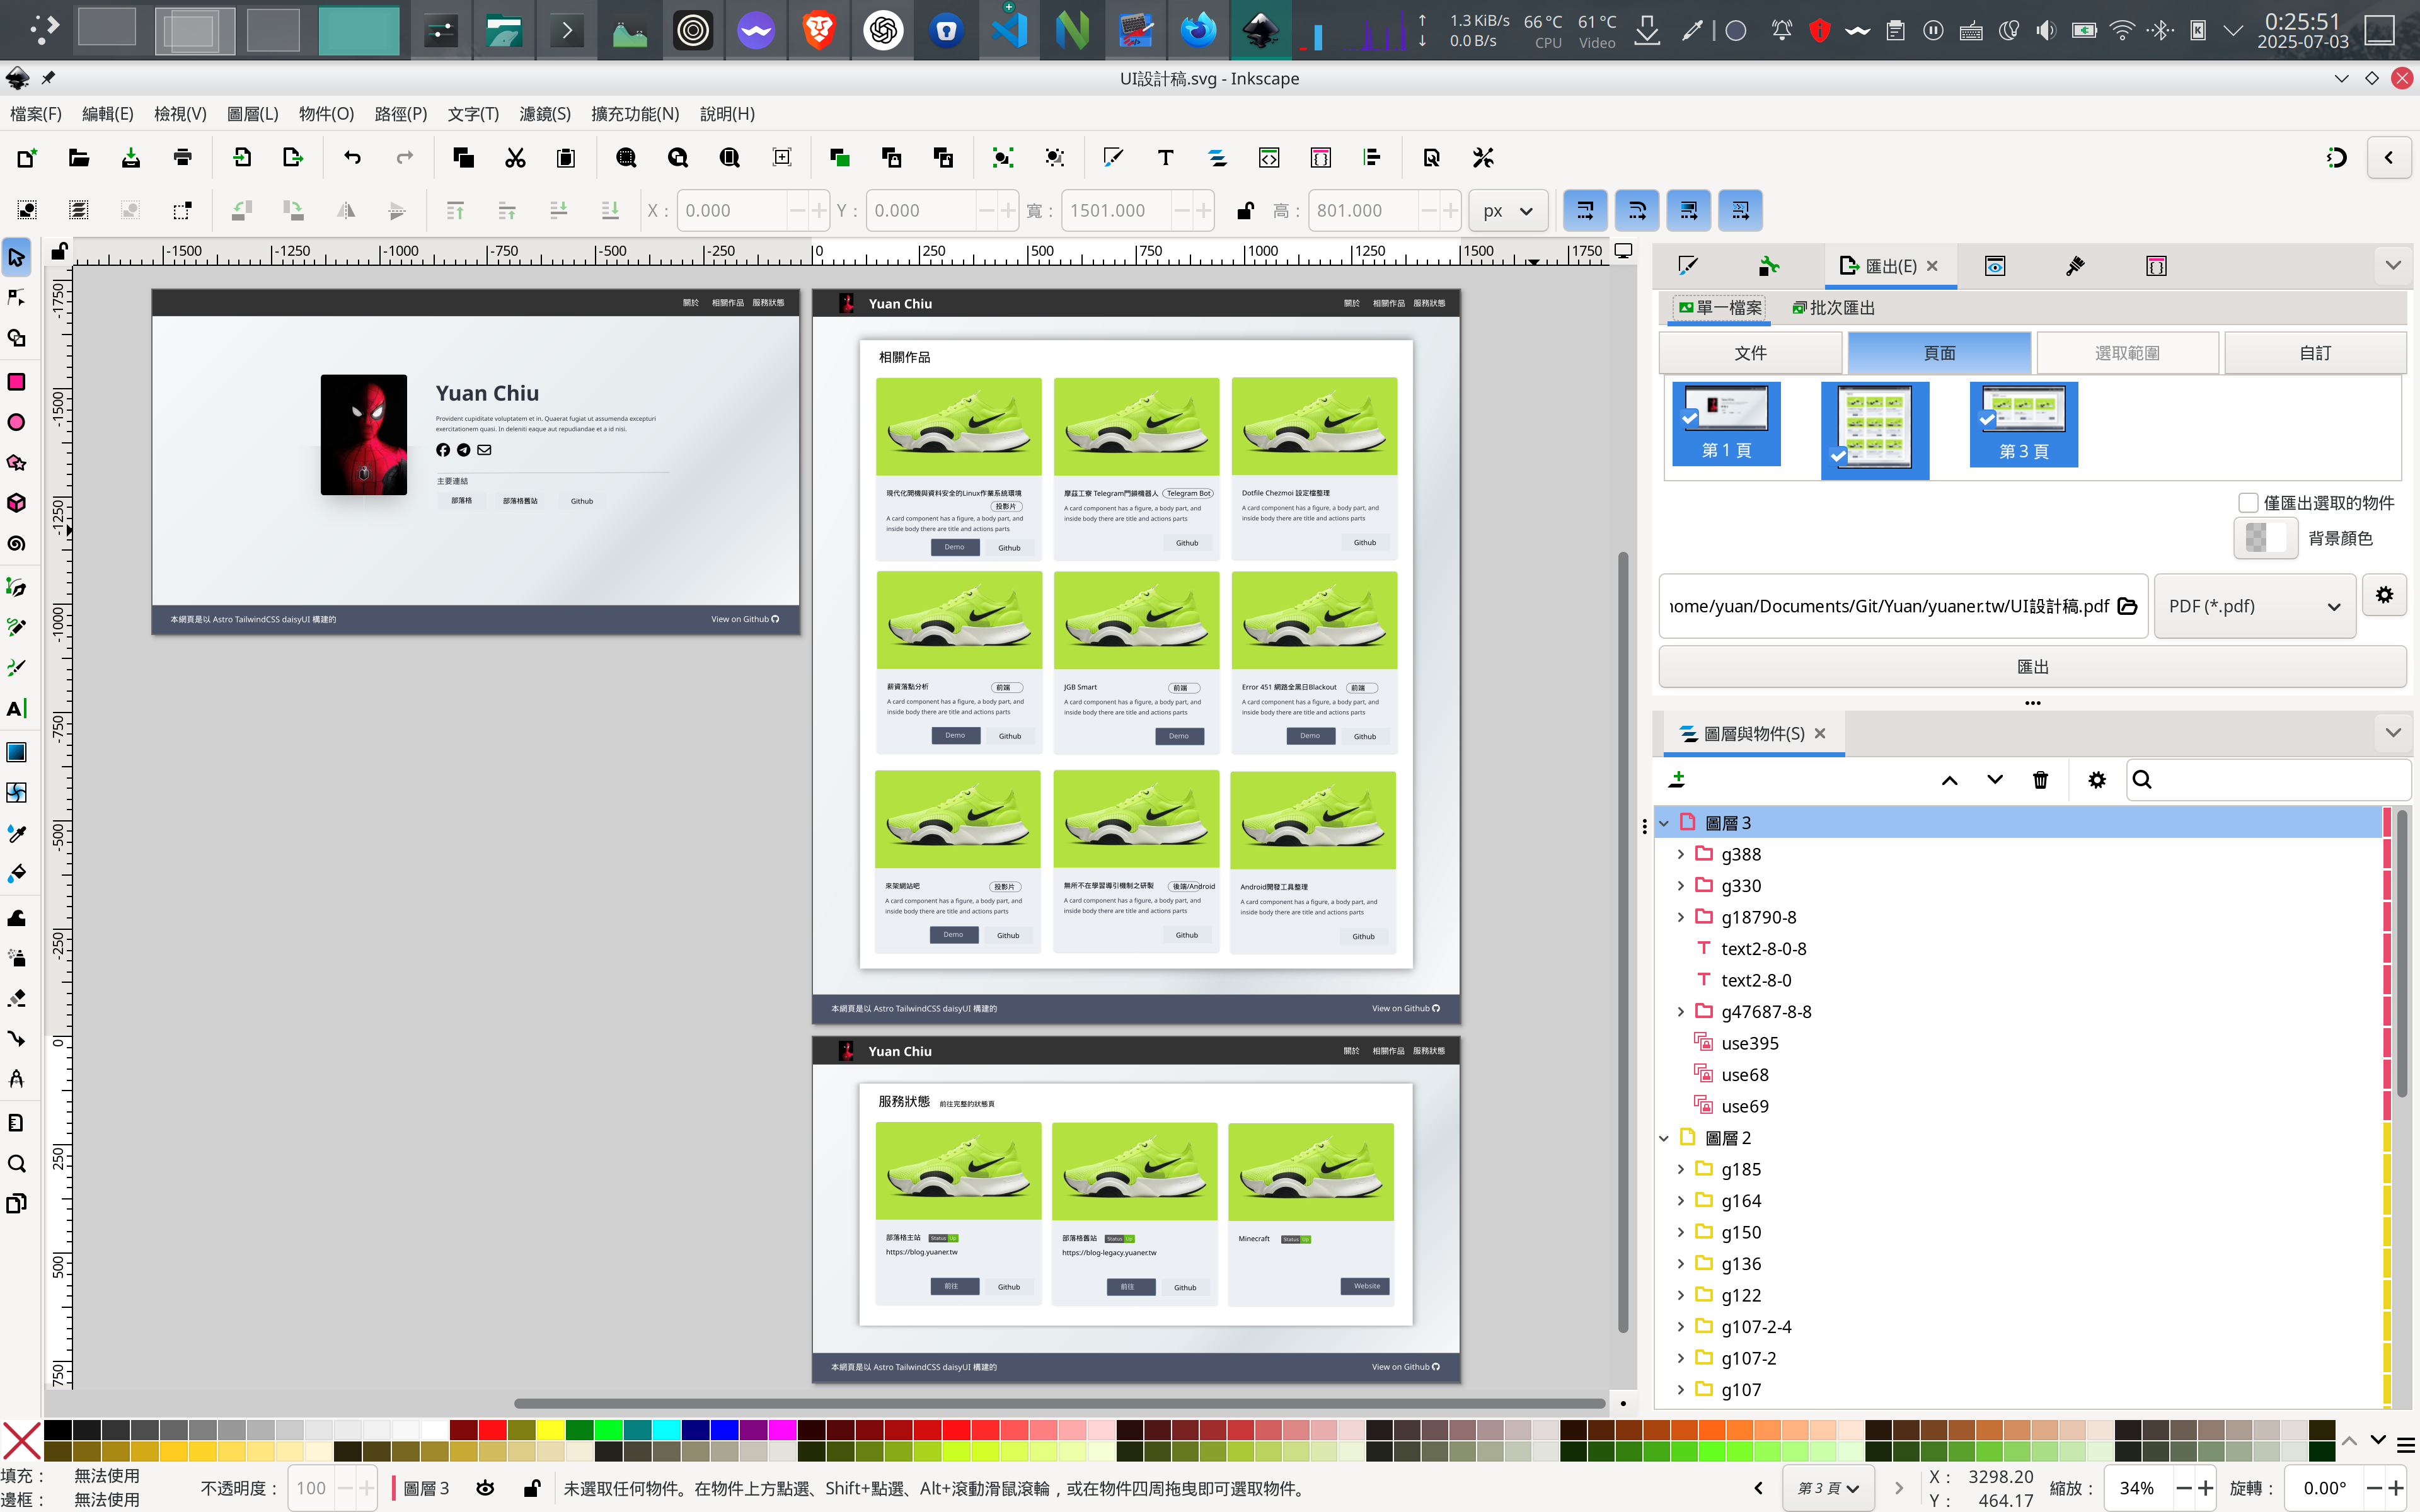 1.3 KiB/s
0.0 B/s
66 °C
CPU
61 °C
Video
0:25:51
2025-07-03
UI設計稿.svg - Inkscape
檔案(F) 編輯(E) 檢視(V) 圖層(L) 物件(O) 路徑(P) 文字(T) 濾鏡(S) 擴充功能(N) 說明(H)
X： 0.000 Y： 0.000 寬： 1501.000 高： 801.000 px
-1500 -1250 -1000 -750 -500 -250 0 250 500 750 1000 1250 1500 1750
-1750
-1500
-1250
-1000
-750
-500
-250
0
250
500
750
關於 相關作品 服務狀態
Yuan Chiu
Provident cupiditate voluptatem et in. Quaerat fugiat ut assumenda excepturi
exercitationem quasi. In deleniti eaque aut repudiandae et a id nisi.
主要連結
部落格 部落格舊站 Github
本網頁是以 Astro TailwindCSS daisyUI 構建的 View on Github
Yuan Chiu 關於 相關作品 服務狀態
相關作品
現代化開機與資料安全的Linux作業系統環境
投影片
A card component has a figure, a body part, and
inside body there are title and actions parts
Demo Github
摩茲工寮 Telegram門鎖機器人 Telegram Bot
A card component has a figure, a body part, and
inside body there are title and actions parts
Github
Dotfile Chezmoi 設定檔整理
A card component has a figure, a body part, and
inside body there are title and actions parts
Github
薪資落點分析 前端
A card component has a figure, a body part, and
inside body there are title and actions parts
Demo Github
JGB Smart 前端
A card component has a figure, a body part, and
inside body there are title and actions parts
Demo
Error 451 網路全黑日Blackout 前端
A card component has a figure, a body part, and
inside body there are title and actions parts
Demo Github
來架網站吧 投影片
A card component has a figure, a body part, and
inside body there are title and actions parts
Demo Github
無所不在學習導引機制之研製 後端/Android
A card component has a figure, a body part, and
inside body there are title and actions parts
Github
Android開發工具整理
A card component has a figure, a body part, and
inside body there are title and actions parts
Github
本網頁是以 Astro TailwindCSS daisyUI 構建的 View on Github
Yuan Chiu 關於 相關作品 服務狀態
服務狀態 前往完整的狀態頁
部落格主站 Status Up
https://blog.yuaner.tw
前往 Github
部落格舊站 Status Up
https://blog-legacy.yuaner.tw
前往 Github
Minecraft Status Up
Website
本網頁是以 Astro TailwindCSS daisyUI 構建的 View on Github
匯出(E)
單一檔案 批次匯出
文件 頁面 選取範圍 自訂
第 1 頁 第 3 頁
僅匯出選取的物件
背景顏色
home/yuan/Documents/Git/Yuan/yuaner.tw/UI設計稿.pdf PDF (*.pdf)
匯出
圖層與物件(S)
圖層 3
g388
g330
g18790-8
text2-8-0-8
text2-8-0
g47687-8-8
use395
use68
use69
圖層 2
g185
g164
g150
g136
g122
g107-2-4
g107-2
g107
填充： 無法使用
邊框： 無法使用
不透明度： 100
圖層 3
未選取任何物件。在物件上方點選、Shift+點選、Alt+滾動滑鼠滾輪，或在物件四周拖曳即可選取物件。
第 3 頁
X： 3298.20
Y： 464.17
縮放： 34%
旋轉： 0.00°